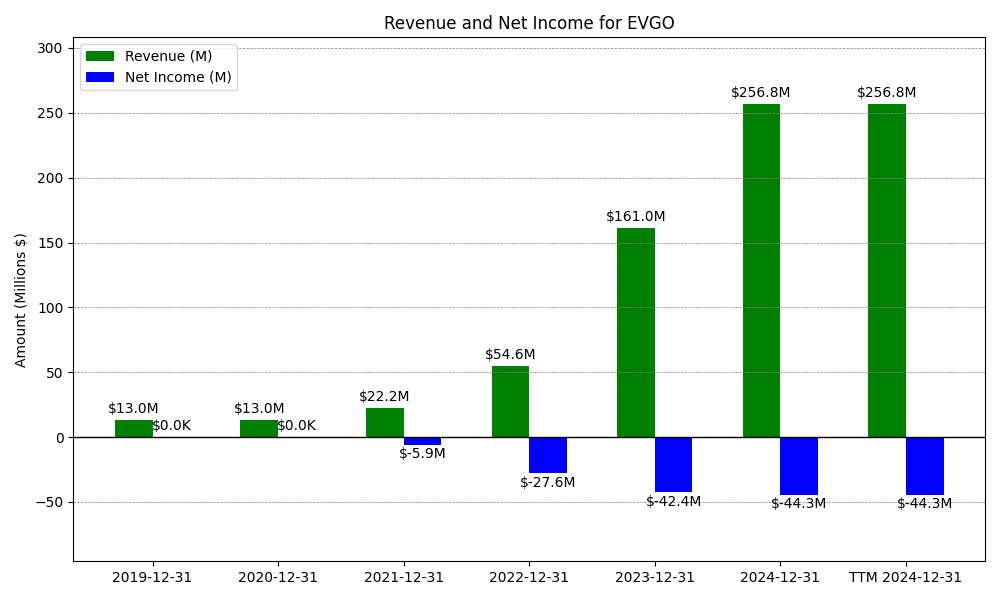 Revenue and Net Income for EVGO
Revenue (M)
Net Income (M)
Amount (Millions $)
300
250
200
150
100
50
0
−50
$13.0M
$0.0K
$13.0M
$0.0K
$22.2M
$-5.9M
$54.6M
$-27.6M
$161.0M
$-42.4M
$256.8M
$-44.3M
$256.8M
$-44.3M
2019-12-31
2020-12-31
2021-12-31
2022-12-31
2023-12-31
2024-12-31
TTM 2024-12-31